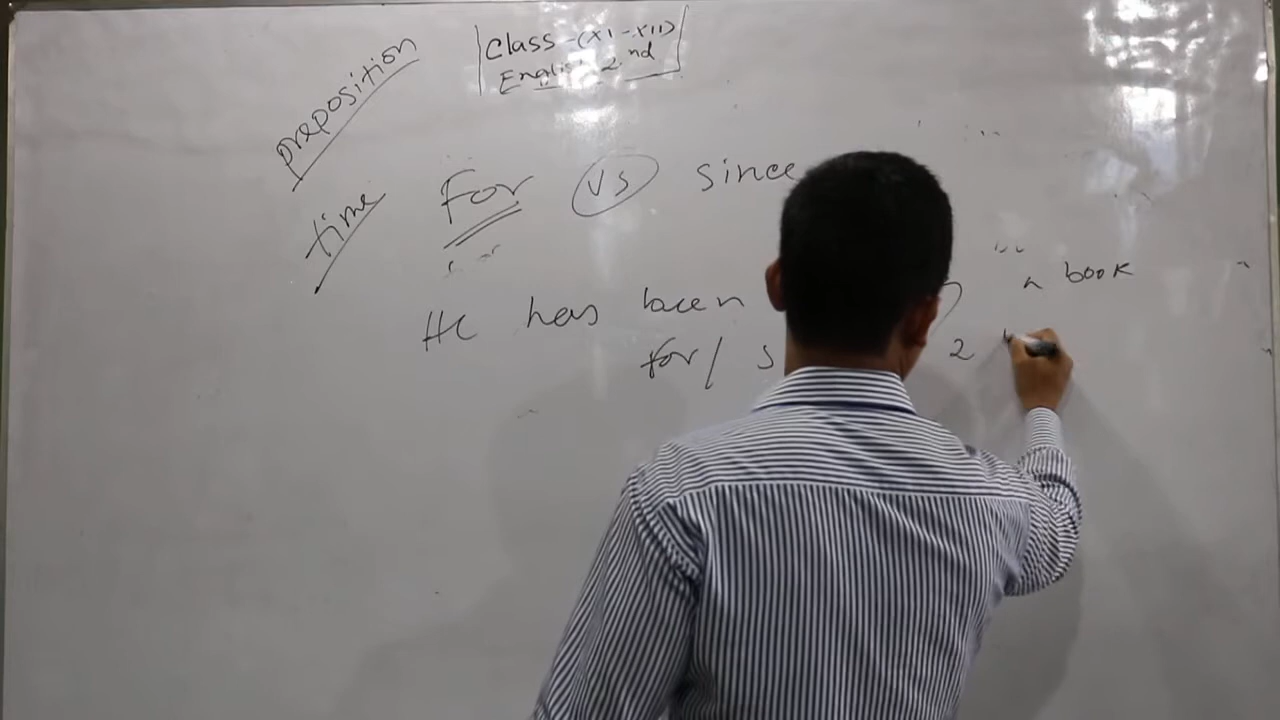 Class-(XI-XII)
English 2nd
preposition
time
For VS since
He has been a book
for/ s 2